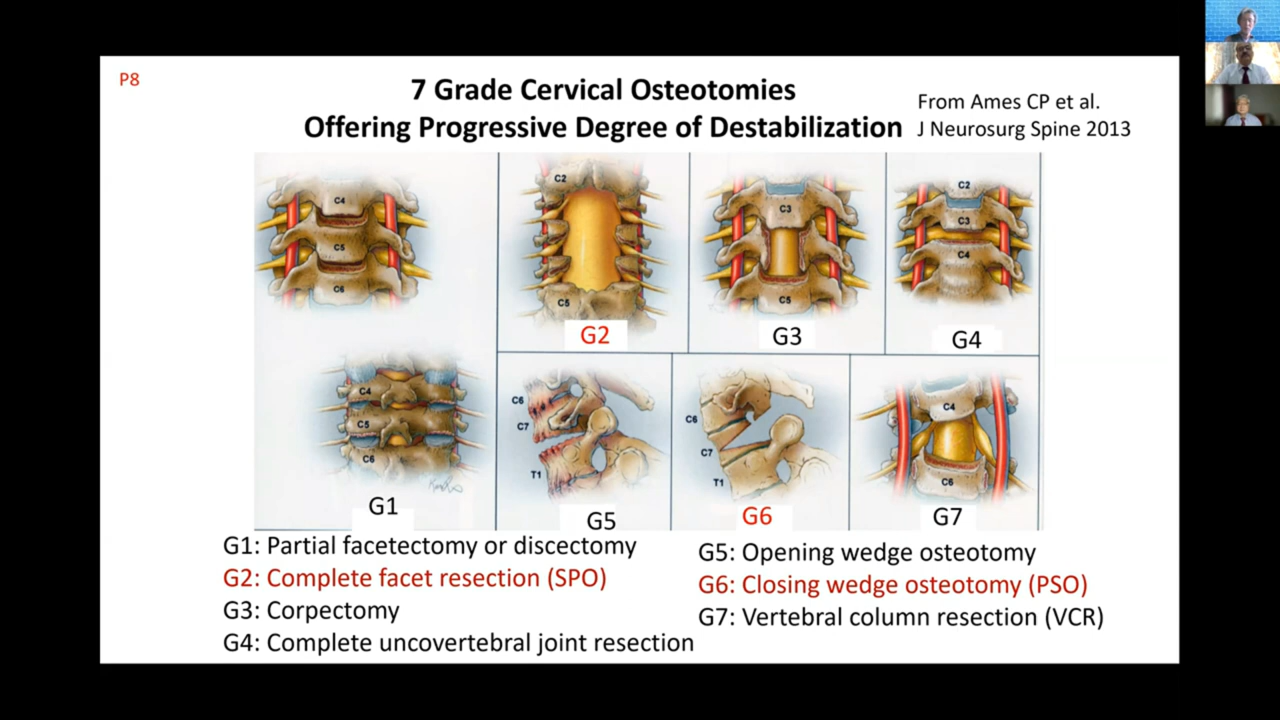 P8
7 Grade Cervical Osteotomies
Offering Progressive Degree of Destabilization
From Ames CP et al.
J Neurosurg Spine 2013
C4
C5
C6
C4
C5
C6
G1
C2
C5
G2
C3
C5
G3
C2
C3
C4
G4
C6
C7
T1
G5
C6
C7
T1
G6
C4
C6
G7
G1: Partial facetectomy or discectomy
G2: Complete facet resection (SPO)
G3: Corpectomy
G4: Complete uncovertebral joint resection
G5: Opening wedge osteotomy
G6: Closing wedge osteotomy (PSO)
G7: Vertebral column resection (VCR)